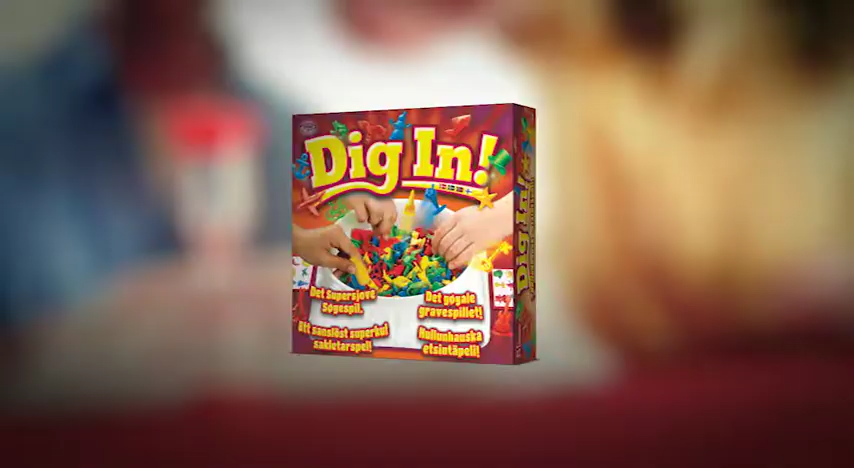 Dig In!
Det Supersjove
Søgespil.
Det gøgale
gravespillet!
Ett sanslöst superkul
sakletarspel!
Hullunhauska
etsintäpeli!
Dig In!